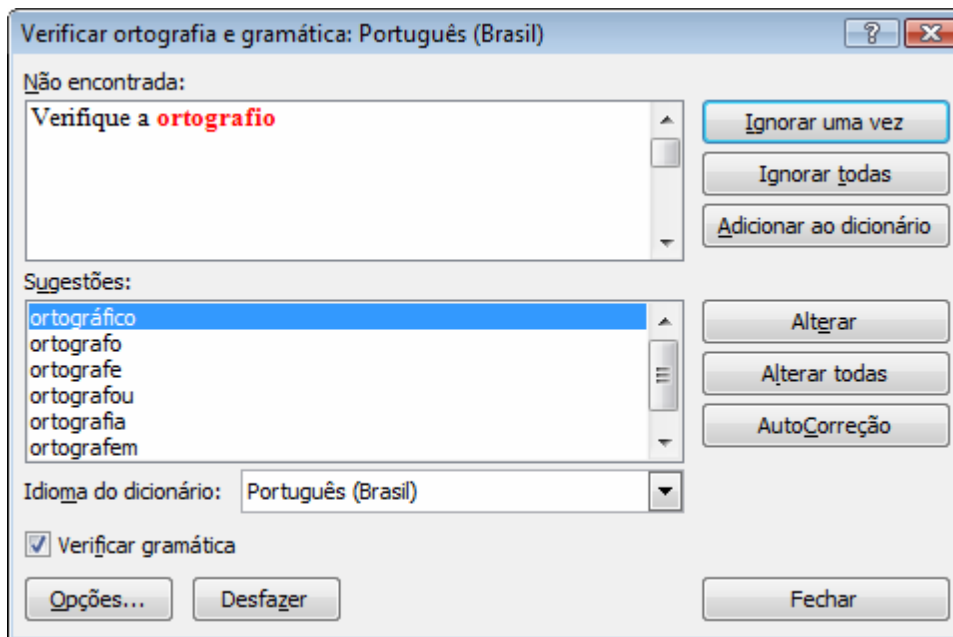 Verificar ortografia e gramática: Português (Brasil)
Não encontrada:
Verifique a ortografio
Ignorar uma vez
Ignorar todas
Adicionar ao dicionário
Sugestões:
ortográfico
ortografo
ortografe
ortografou
ortografia
ortografem
Alterar
Alterar todas
AutoCorreção
Idioma do dicionário: Português (Brasil)
Verificar gramática
Opções... Desfazer Fechar